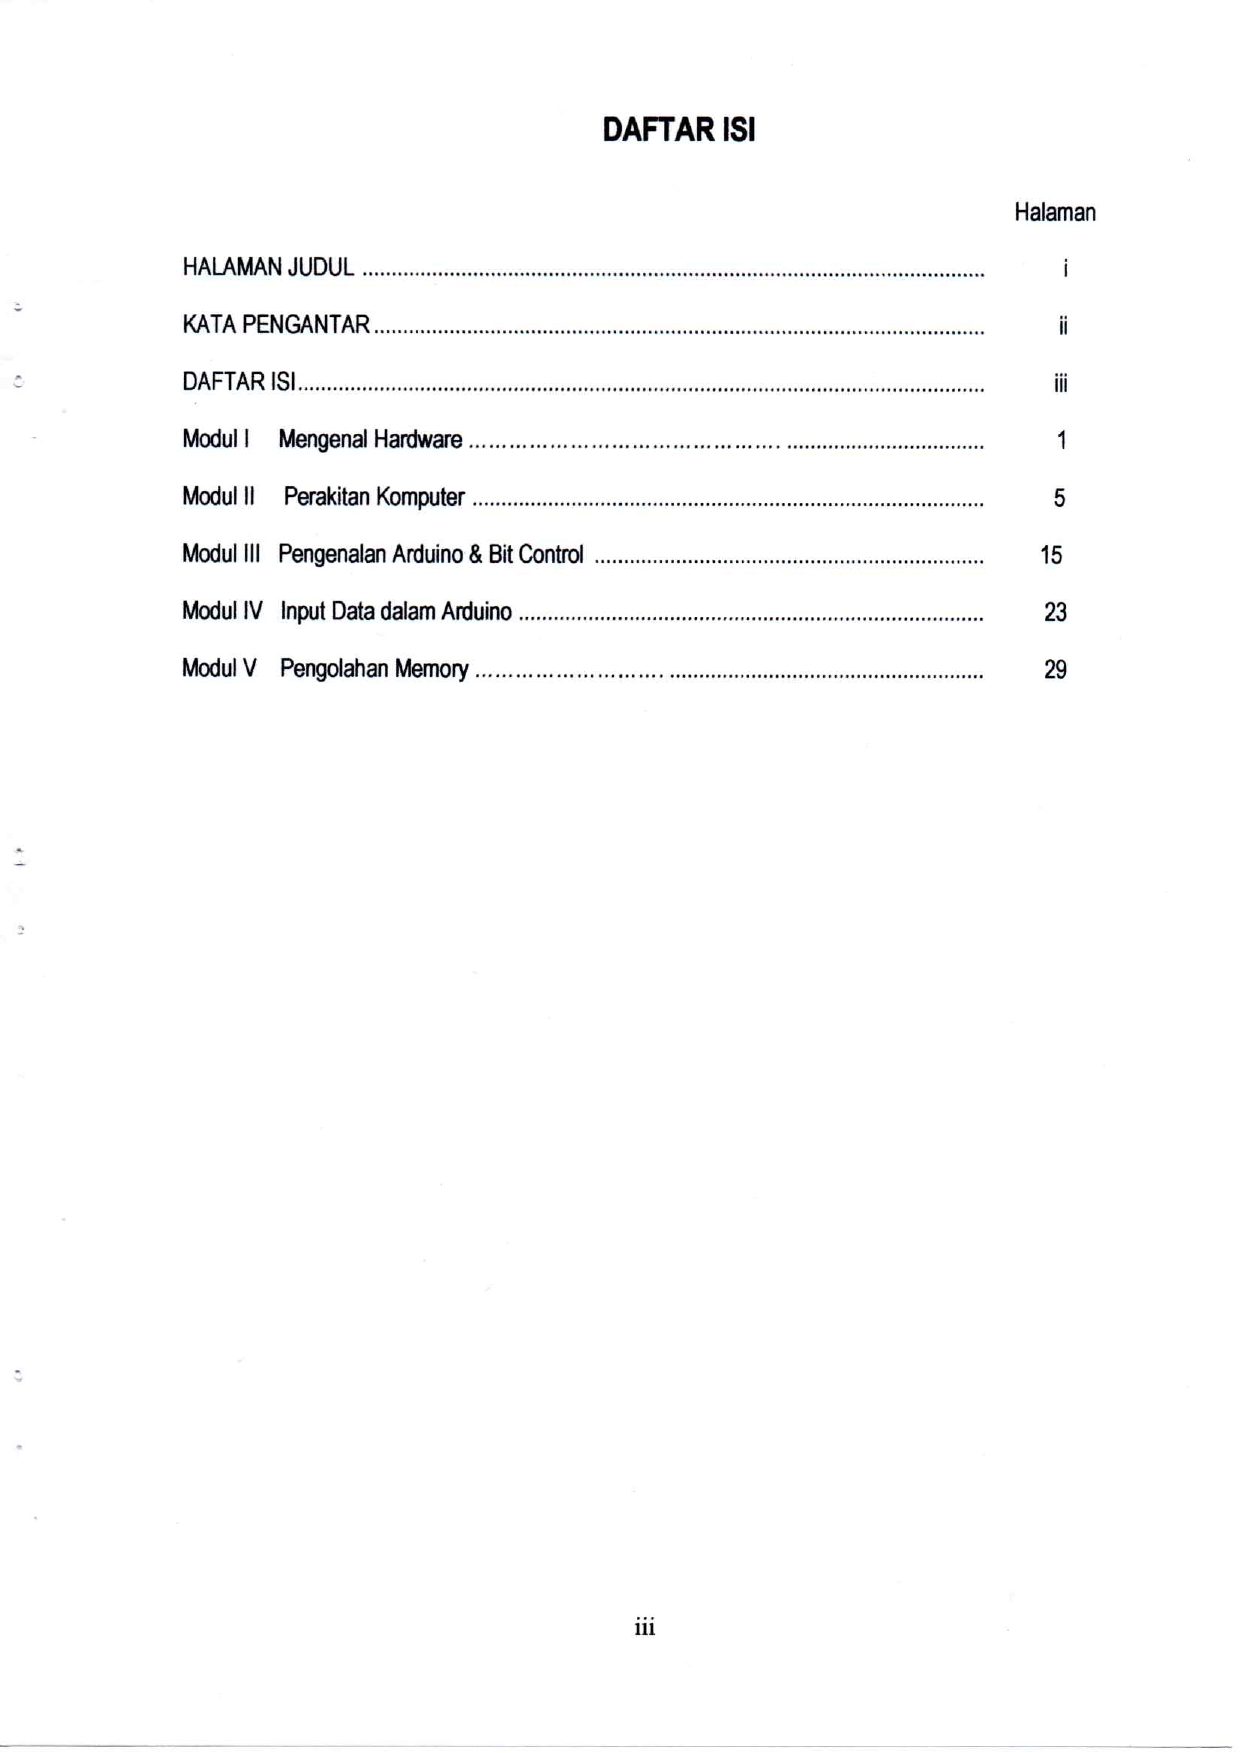 DAFTAR ISI
Halaman
HALAMAN JUDUL ........................................................................................................ i
KATA PENGANTAR ...................................................................................................... ii
DAFTAR ISI ................................................................................................................... iii
Modul I Mengenal Hardware ................................................................................. 1
Modul II Perakitan Komputer ...................................................................................... 5
Modul III Pengenalan Arduino & Bit Control ................................................................. 15
Modul IV Input Data dalam Arduino .............................................................................. 23
Modul V Pengolahan Memory ................................................................................. 29
iii